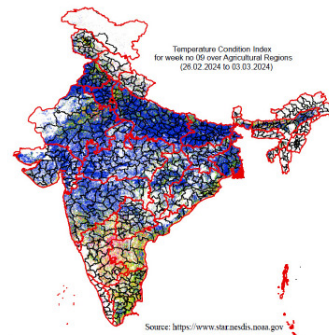 Temperature Condition Index
for week no 09 over Agricultural Regions
(26.02.2024 to 03.03.2024)
Source: https://www.star.nesdis.noaa.gov